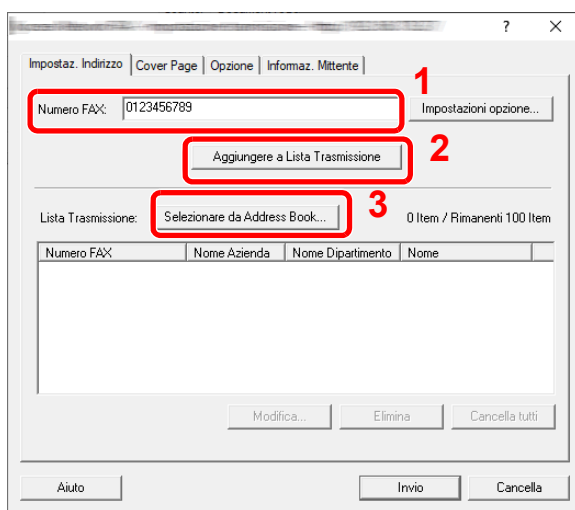 ?
Impostaz. Indirizzo Cover Page Opzione Informaz. Mittente
1
Numero FAX: 0123456789 Impostazioni opzione...
Aggiungere a Lista Trasmissione 2
Lista Trasmissione: Selezionare da Address Book... 3 0 Item / Rimanenti 100 Item
Numero FAX Nome Azienda Nome Dipartimento Nome
Modifica... Elimina Cancella tutti
Aiuto Invio Cancella